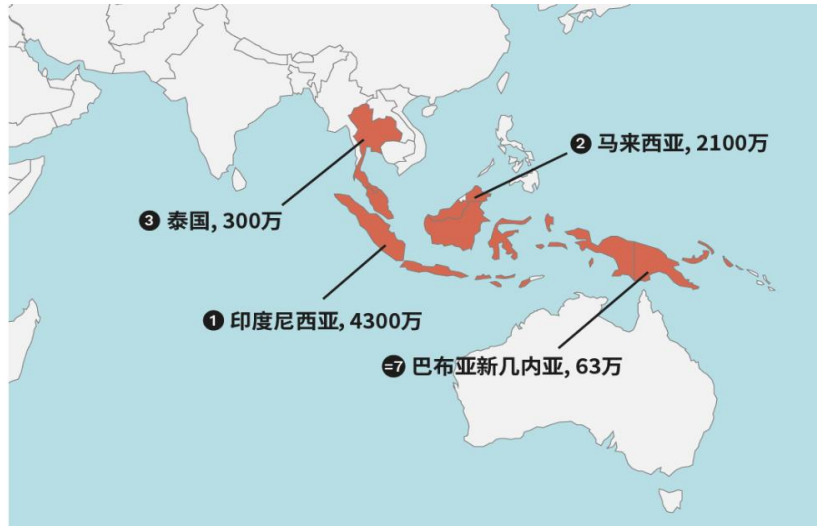 ❷ 马来西亚, 2100万
❸ 泰国, 300万
❶ 印度尼西亚, 4300万
=7 巴布亚新几内亚, 63万